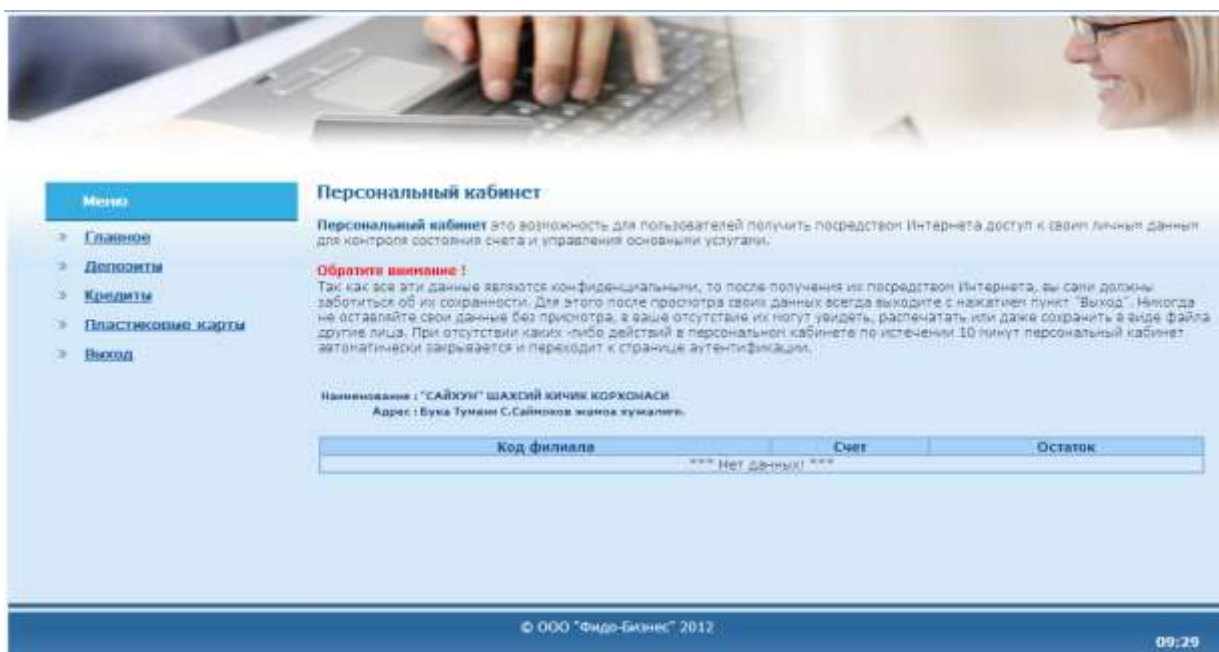 Меню
Главное
Депозиты
Кредиты
Пластиковые карты
Выход
Персональный кабинет
Персональный кабинет это возможность для пользователей получить посредством Интернета доступ к своим личным данным
для контроля состояния счета и управления основными услугами.
Обратите внимание !
Так как все эти данные являются конфиденциальными, то после получения их посредством Интернета, вы сами должны
заботиться об их сохранности. Для этого после просмотра своих данных всегда выходите с нажатием пункт "Выход". Никогда
не оставляйте свои данные без присмотра, в ваше отсутствие их могут увидеть, распечатать или даже сохранить в виде файла
другие лица. При отсутствии каких -либо действий в персональном кабинете по истечении 10 минут персональный кабинет
автоматически закрывается и переходит к странице аутентификации.
Наименование : "САЙХУН" ШАХСИЙ КИЧИК КОРХОНАСИ
Адрес : Бука Тумани С.Сайможов жамоа хужалиги.
Код филиала Счет Остаток
*** Нет данных! ***
© ООО "Фидо-Бизнес" 2012
09:29